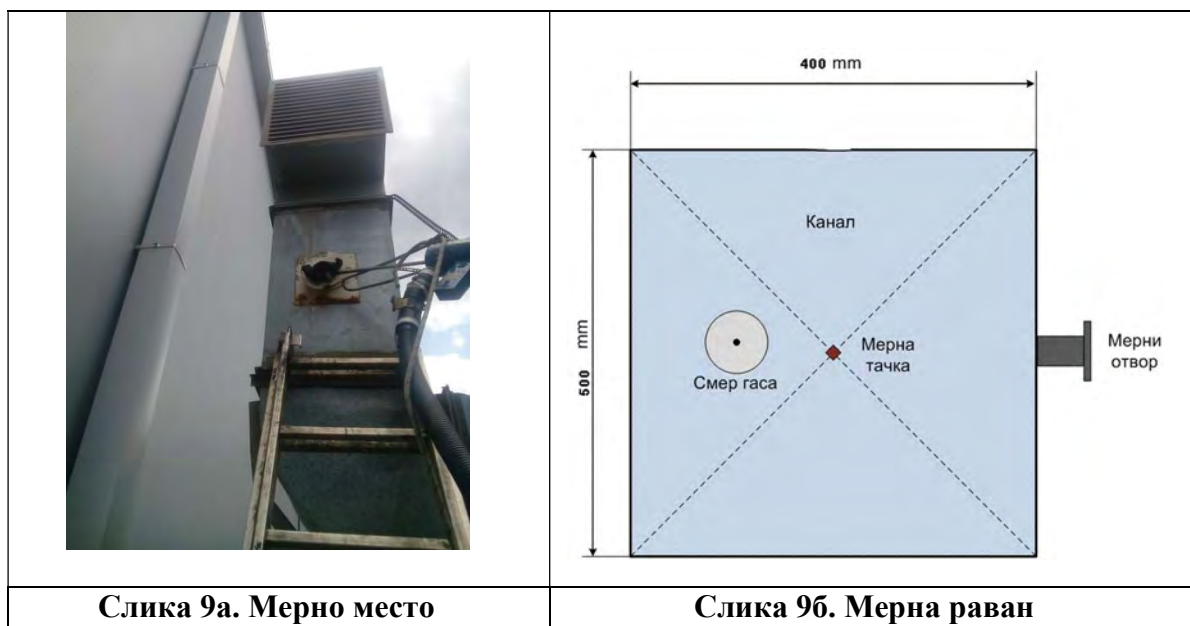 400 mm
Канал
500 mm
Мерна
тачка
Смер гаса
Мерни
отвор
Слика 9а. Мерно место
Слика 9б. Мерна раван